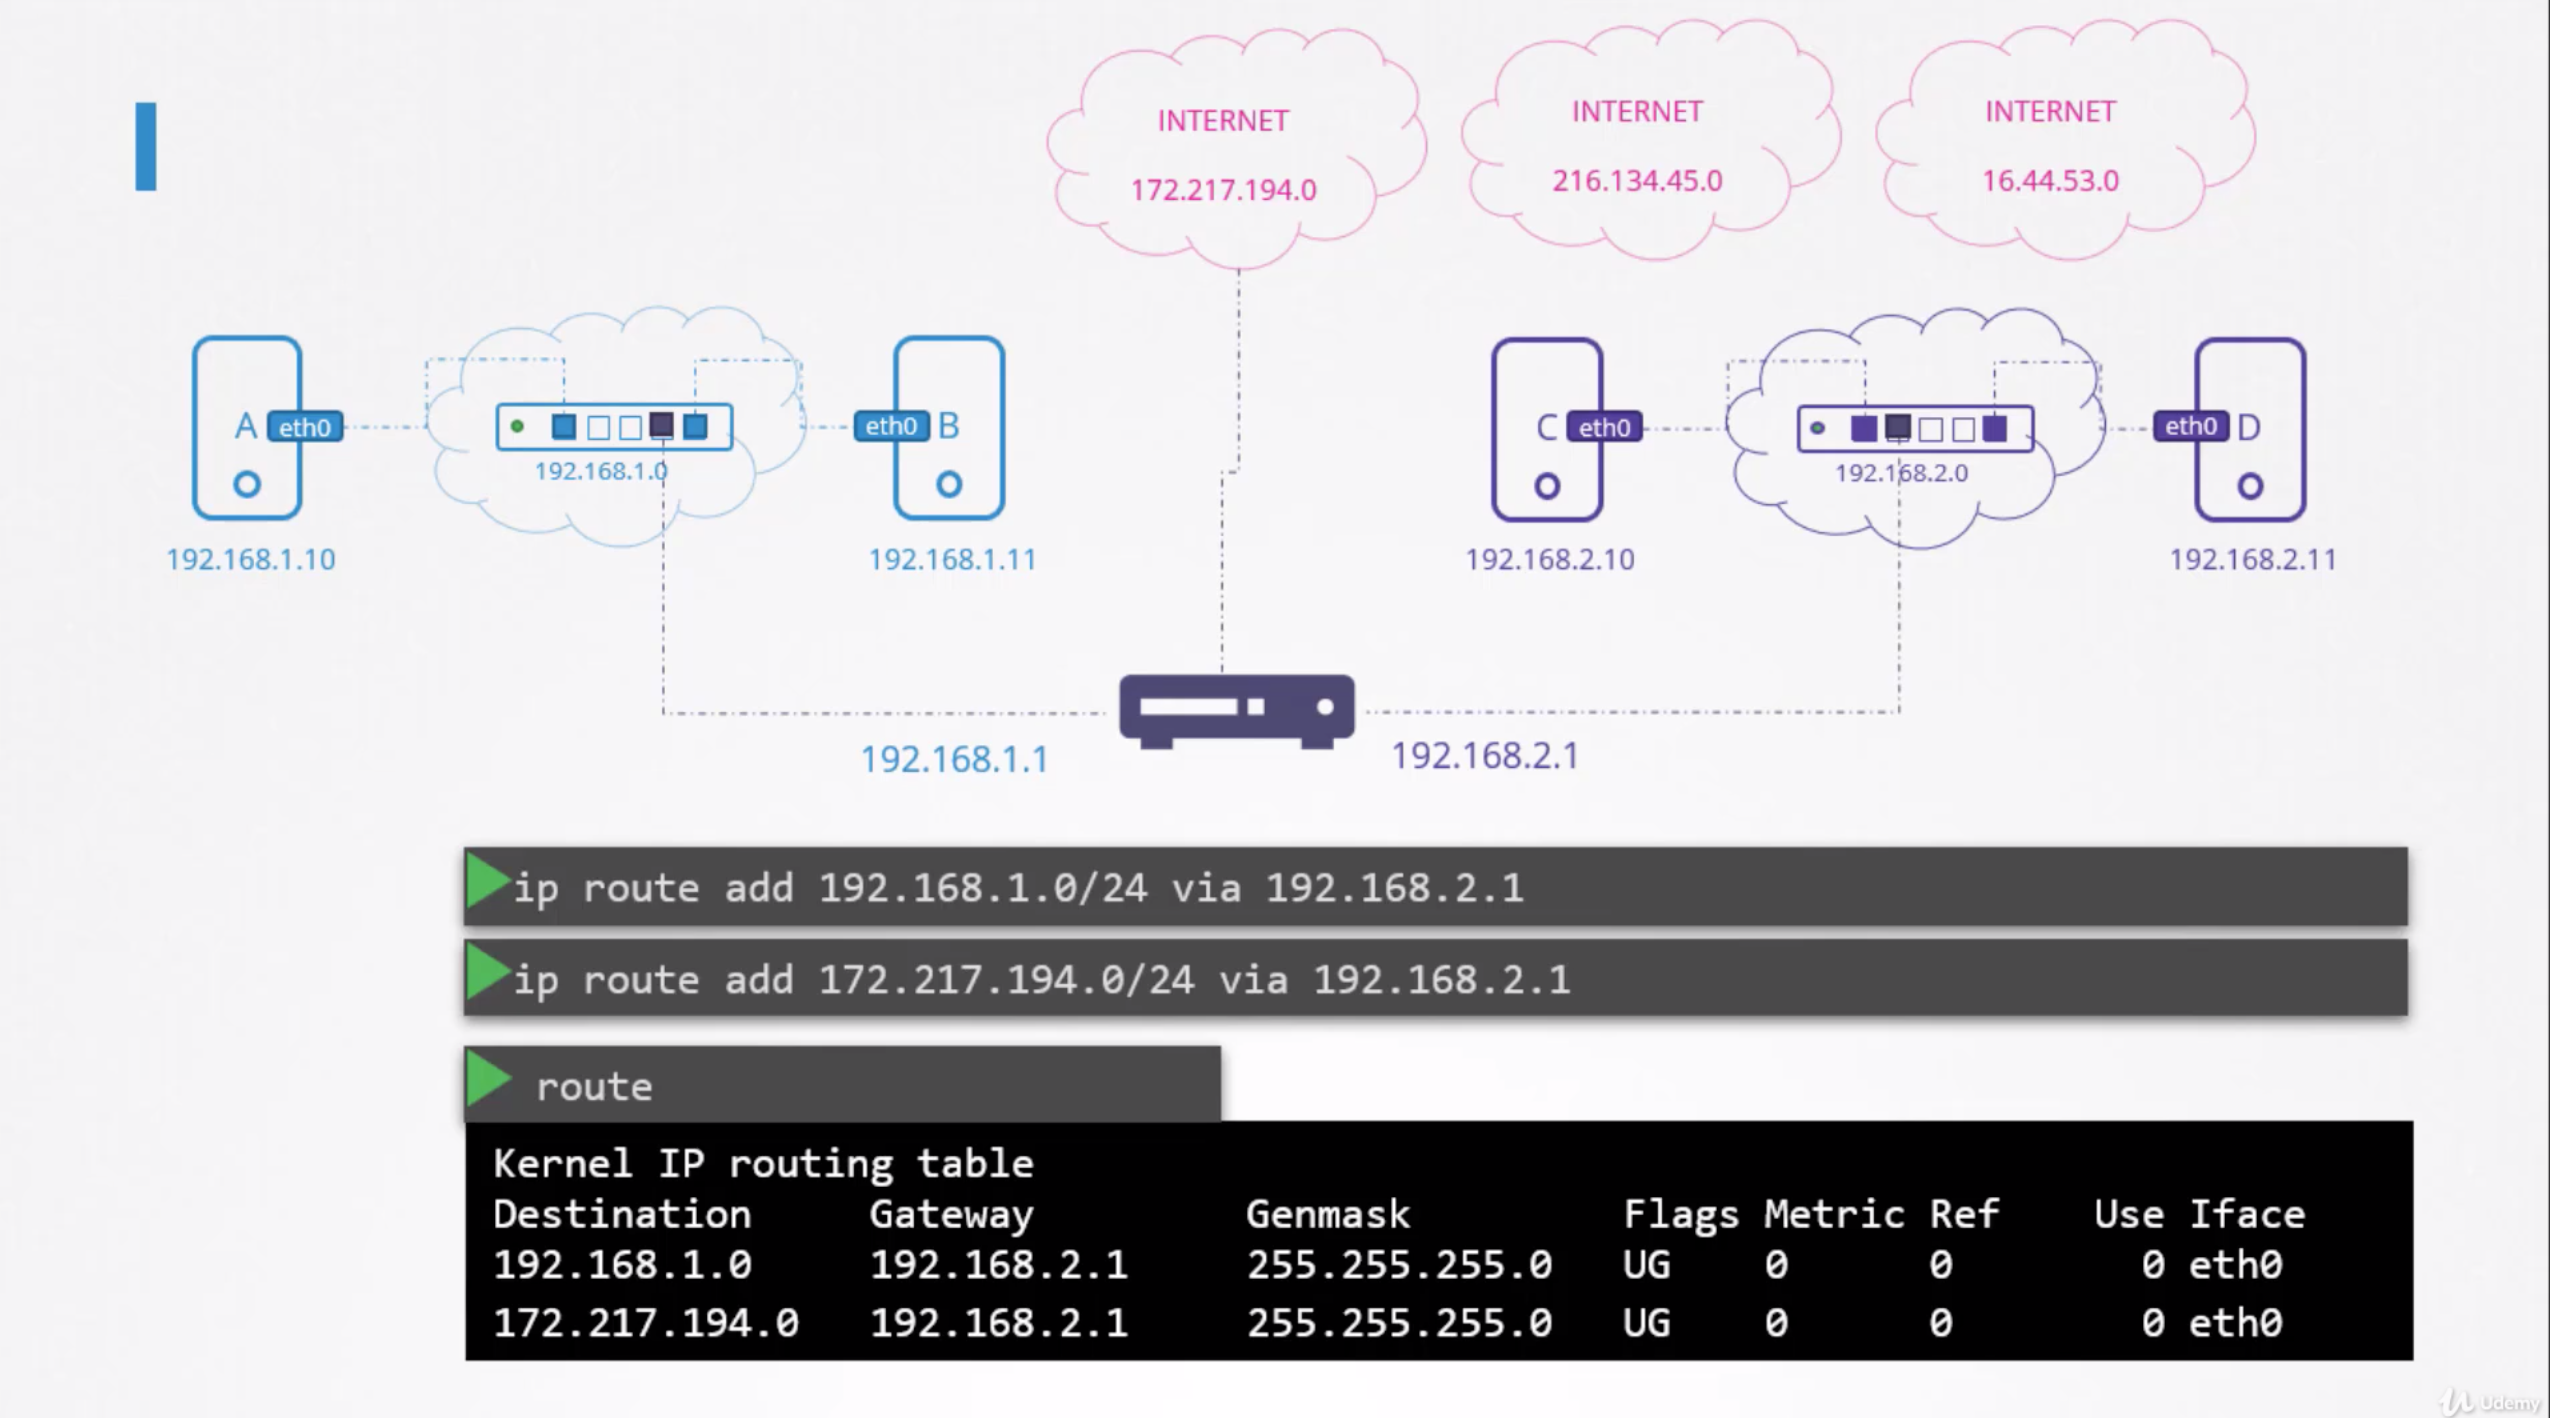 INTERNET
172.217.194.0
INTERNET
216.134.45.0
INTERNET
16.44.53.0
A eth0
192.168.1.0
eth0 B
192.168.1.10
192.168.1.11
C eth0
192.168.2.0
eth0 D
192.168.2.10
192.168.2.11
192.168.1.1
192.168.2.1
ip route add 192.168.1.0/24 via 192.168.2.1
ip route add 172.217.194.0/24 via 192.168.2.1
route
Kernel IP routing table
Destination Gateway Genmask Flags Metric Ref Use Iface
192.168.1.0 192.168.2.1 255.255.255.0 UG 0 0 0 eth0
172.217.194.0 192.168.2.1 255.255.255.0 UG 0 0 0 eth0
Udemy